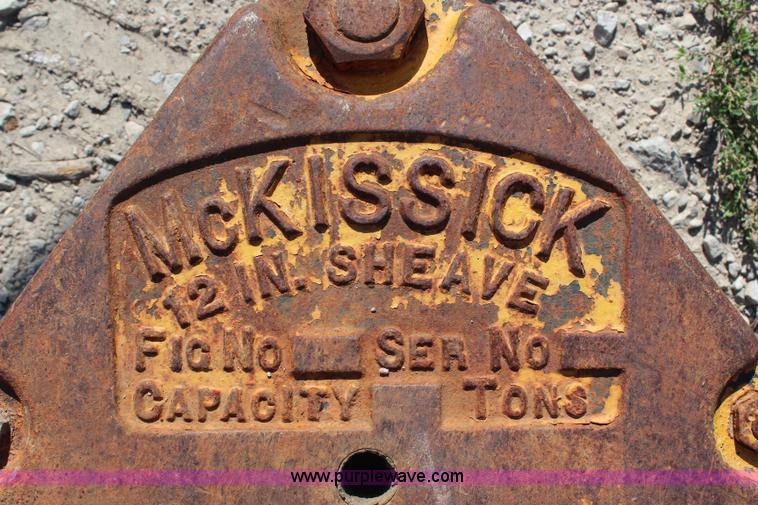 McKISSICK
12 IN. SHEAVE
FIG NO SER NO
CAPACITY TONS
www.purplewave.com